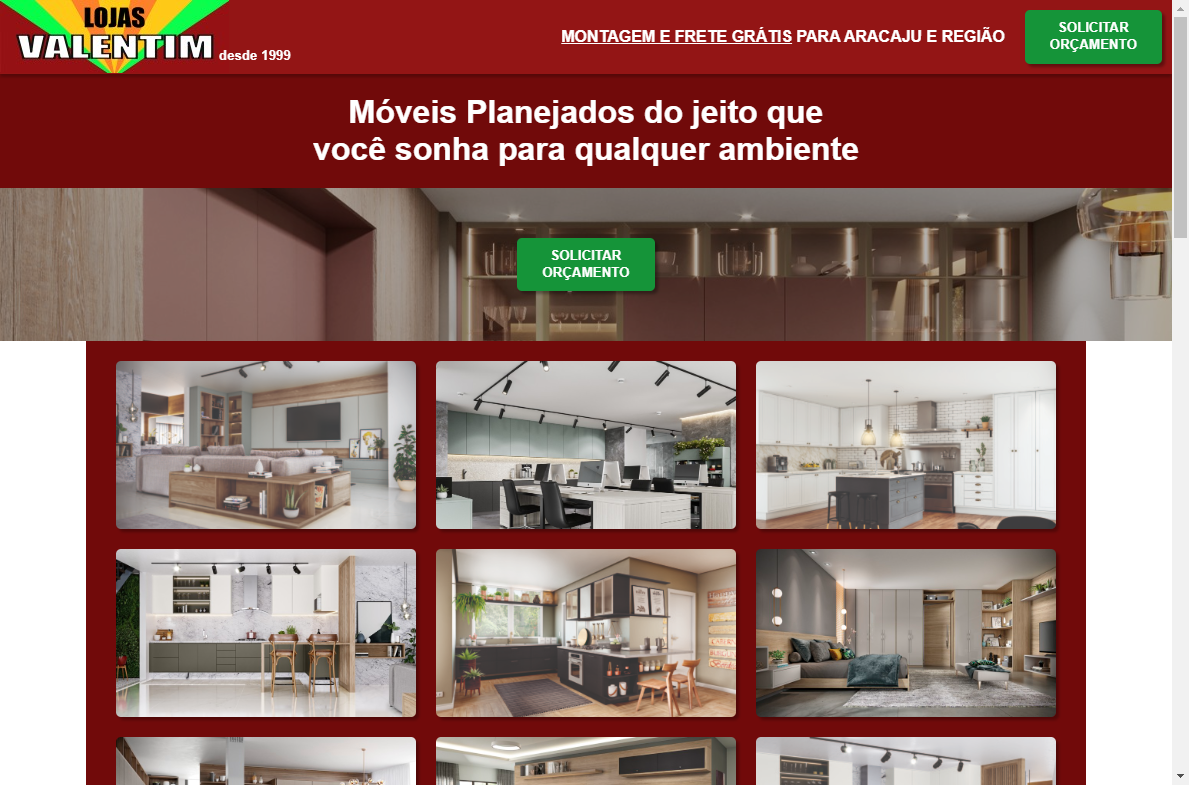 LOJAS
VALENTIM
desde 1999
MONTAGEM E FRETE GRÁTIS PARA ARACAJU E REGIÃO
SOLICITAR
ORÇAMENTO
Móveis Planejados do jeito que
você sonha para qualquer ambiente
SOLICITAR
ORÇAMENTO